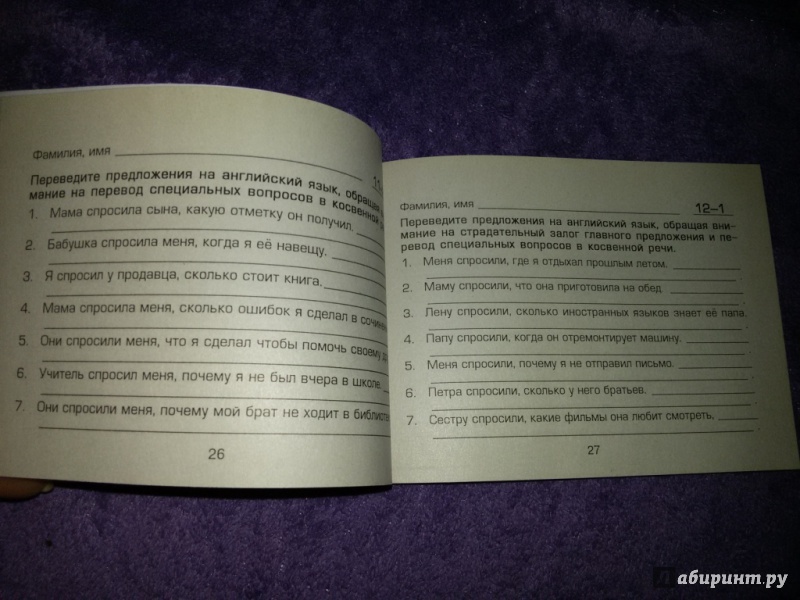 Фамилия, имя
Переведите предложения на английский язык, обращая
мание на перевод специальных вопросов в косвенной
1. Мама спросила сына, какую отметку он получил.
2. Бабушка спросила меня, когда я её навещу.
3. Я спросил у продавца, сколько стоит книга.
4. Мама спросила меня, сколько ошибок я сделал в
5. Они спросили меня, что я сделал чтобы помочь своему
6. Учитель спросил меня, почему я не был вчера в школе.
7. Они спросили меня, почему мой брат не ходит в
26
Фамилия, имя
12–1
Переведите предложения на английский язык, обращая вни-
мание на страдательный залог главного предложения и пе-
ревод специальных вопросов в косвенной речи.
1. Меня спросили, где я отдыхал прошлым летом.
2. Маму спросили, что она приготовила на обед
3. Лену спросили, сколько иностранных языков знает её папа.
4. Папу спросили, когда он отремонтирует машину.
5. Меня спросили, почему я не отправил письмо.
6. Петра спросили, сколько у него братьев.
7. Сестру спросили, какие фильмы она любит смотреть.
27
Лабиринт.ру